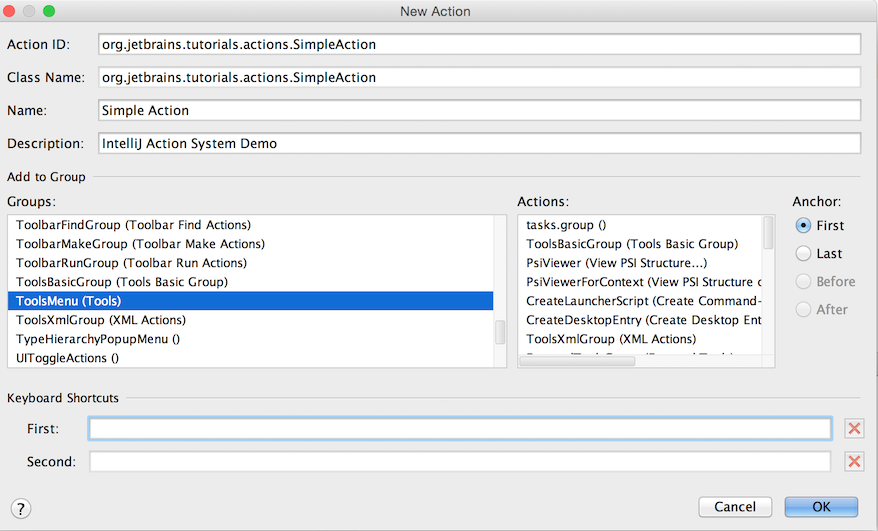 New Action
Action ID: org.jetbrains.tutorials.actions.SimpleAction
Class Name: org.jetbrains.tutorials.actions.SimpleAction
Name: Simple Action
Description: IntelliJ Action System Demo
Add to Group
Groups:
ToolbarFindGroup (Toolbar Find Actions)
ToolbarMakeGroup (Toolbar Make Actions)
ToolbarRunGroup (Toolbar Run Actions)
ToolsBasicGroup (Tools Basic Group)
ToolsMenu (Tools)
ToolsXmlGroup (XML Actions)
TypeHierarchyPopupMenu ()
UIToggleActions ()
Actions:
tasks.group ()
ToolsBasicGroup (Tools Basic Group)
PsiViewer (View PSI Structure...)
PsiViewerForContext (View PSI Structure
CreateLauncherScript (Create Command-
CreateDesktopEntry (Create Desktop Ent
ToolsXmlGroup (XML Actions)
Anchor:
First
Last
Before
After
Keyboard Shortcuts
First:
Second:
?
Cancel
OK